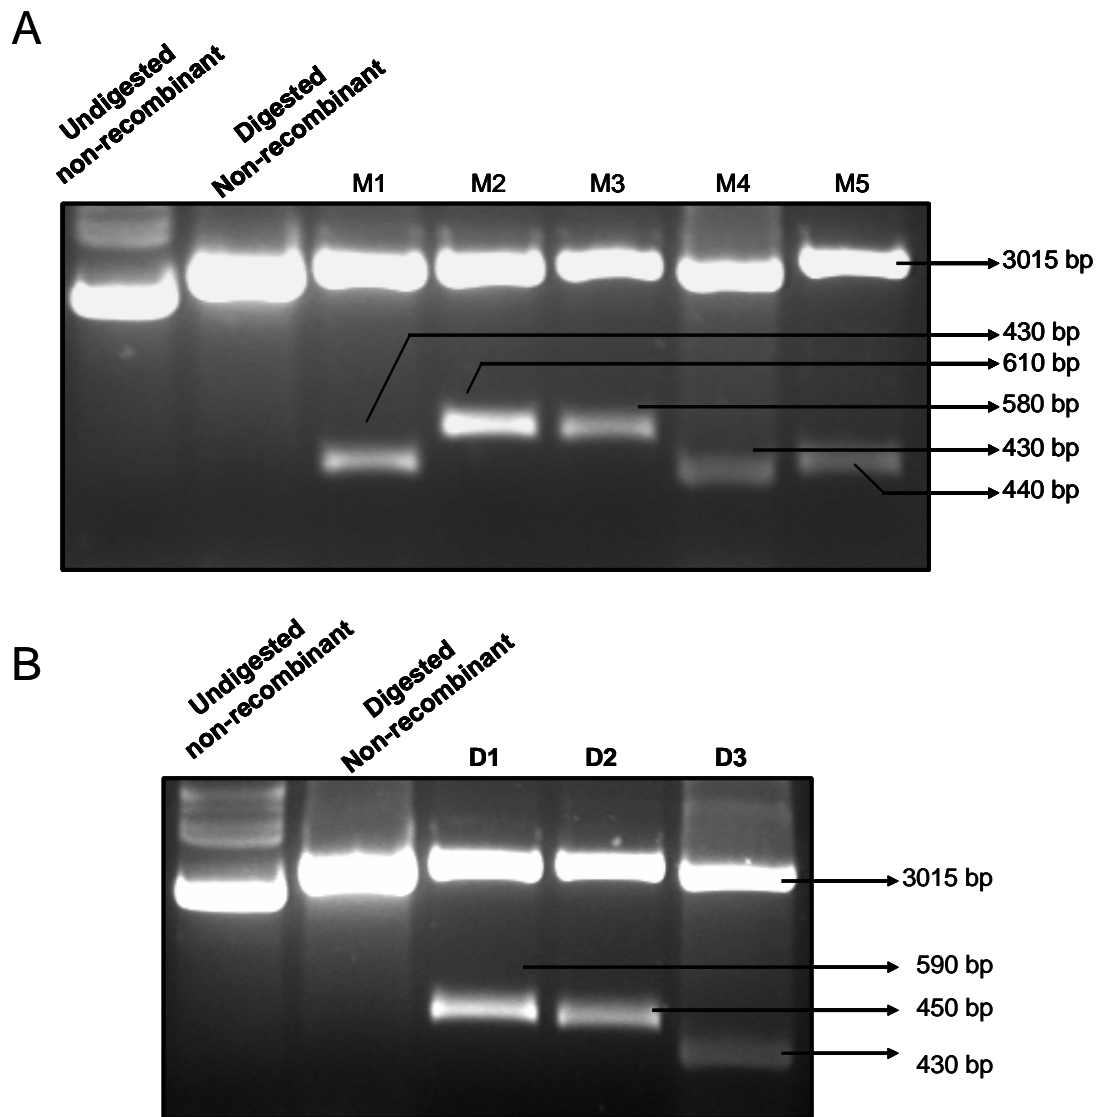 A
Undigested
non-recombinant
Digested
Non-recombinant
M1
M2
M3
M4
M5
3015 bp
430 bp
610 bp
580 bp
430 bp
440 bp
B
Undigested
non-recombinant
Digested
Non-recombinant
D1
D2
D3
3015 bp
590 bp
450 bp
430 bp